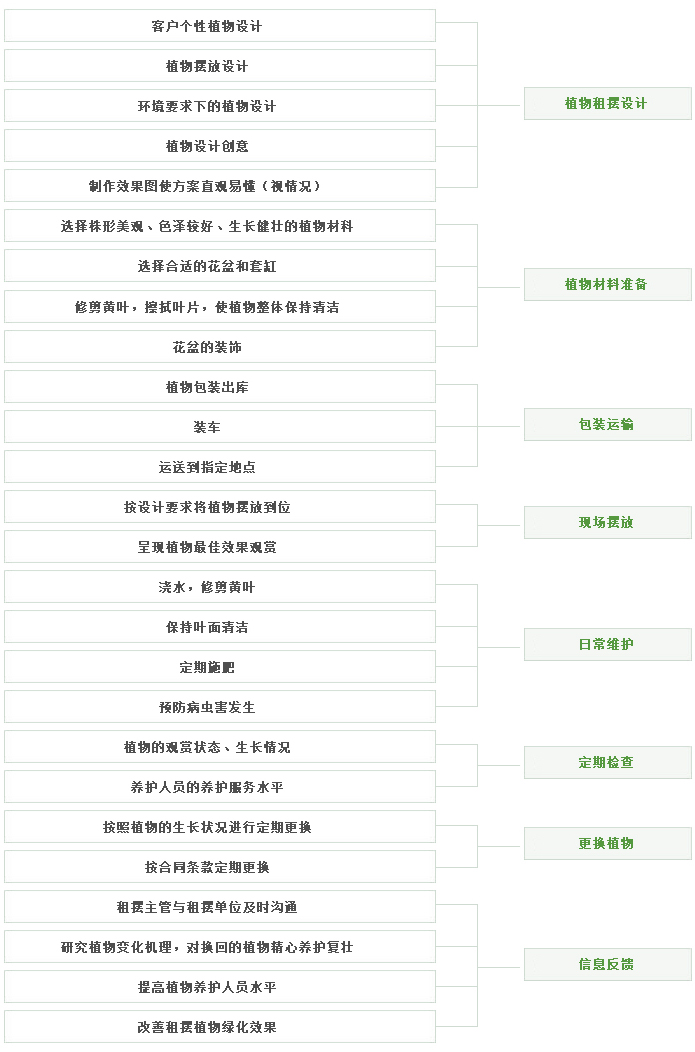 客户个性植物设计
植物摆放设计
环境要求下的植物设计
植物设计创意
制作效果图使方案直观易懂（视情况）
植物租摆设计
选择株形美观、色泽较好、生长健壮的植物材料
选择合适的花盆和套缸
修剪黄叶，擦拭叶片，使植物整体保持清洁
花盆的装饰
植物材料准备
植物包装出库
装车
运送到指定地点
包装运输
按设计要求将植物摆放到位
呈现植物最佳效果观赏
现场摆放
浇水，修剪黄叶
保持叶面清洁
定期施肥
预防病虫害发生
日常维护
植物的观赏状态、生长情况
养护人员的养护服务水平
定期检查
按照植物的生长状况进行定期更换
按合同条款定期更换
更换植物
租摆主管与租摆单位及时沟通
研究植物变化机理，对换回的植物精心养护复壮
提高植物养护人员水平
改善租摆植物绿化效果
信息反馈